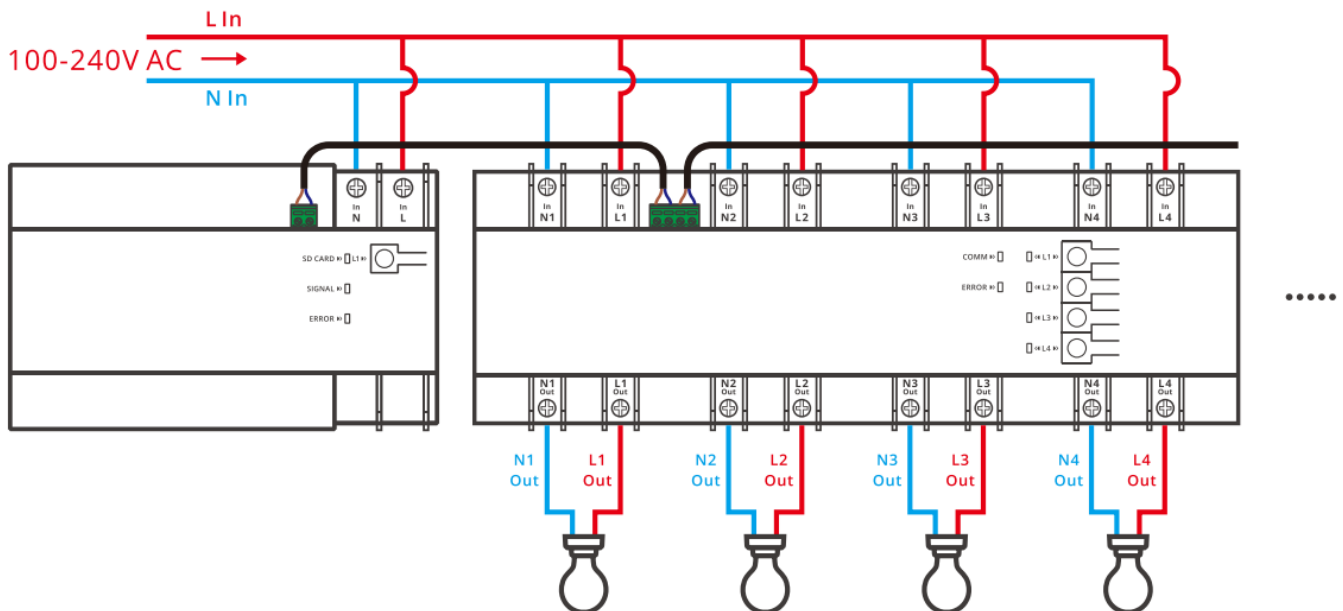 L In
100-240V AC
N In
In
N
In
L
In
N1
In
L1
In
N2
In
L2
In
N3
In
L3
In
N4
In
L4
SD CARD L1
SIGNAL
ERROR
COMM L1
ERROR L2
L3
L4
N1
Out
L1
Out
N2
Out
L2
Out
N3
Out
L3
Out
N4
Out
L4
Out
N1
Out
L1
Out
N2
Out
L2
Out
N3
Out
L3
Out
N4
Out
L4
Out